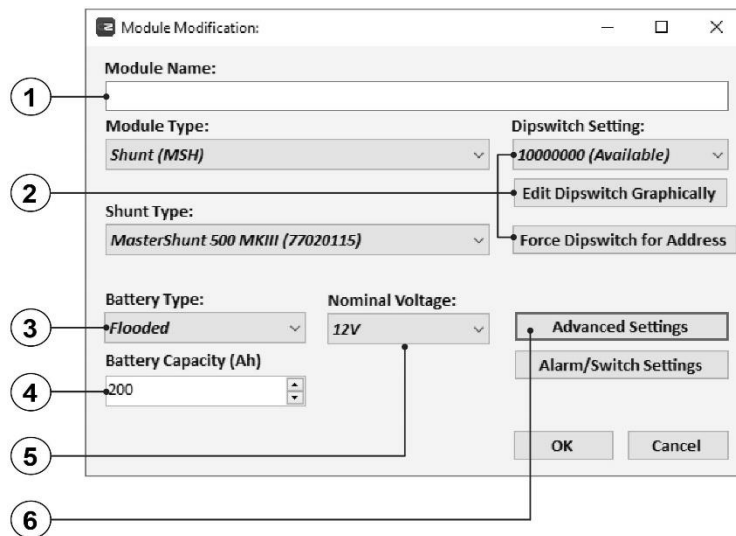 Module Modification:
Module Name:
1
Module Type:
Dipswitch Setting:
Shunt (MSH)
10000000 (Available)
2
Edit Dipswitch Graphically
Shunt Type:
MasterShunt 500 MKIII (77020115)
Force Dipswitch for Address
Battery Type:
Nominal Voltage:
3
Flooded
12V
Advanced Settings
Battery Capacity (Ah)
Alarm/Switch Settings
4
200
5
OK
Cancel
6